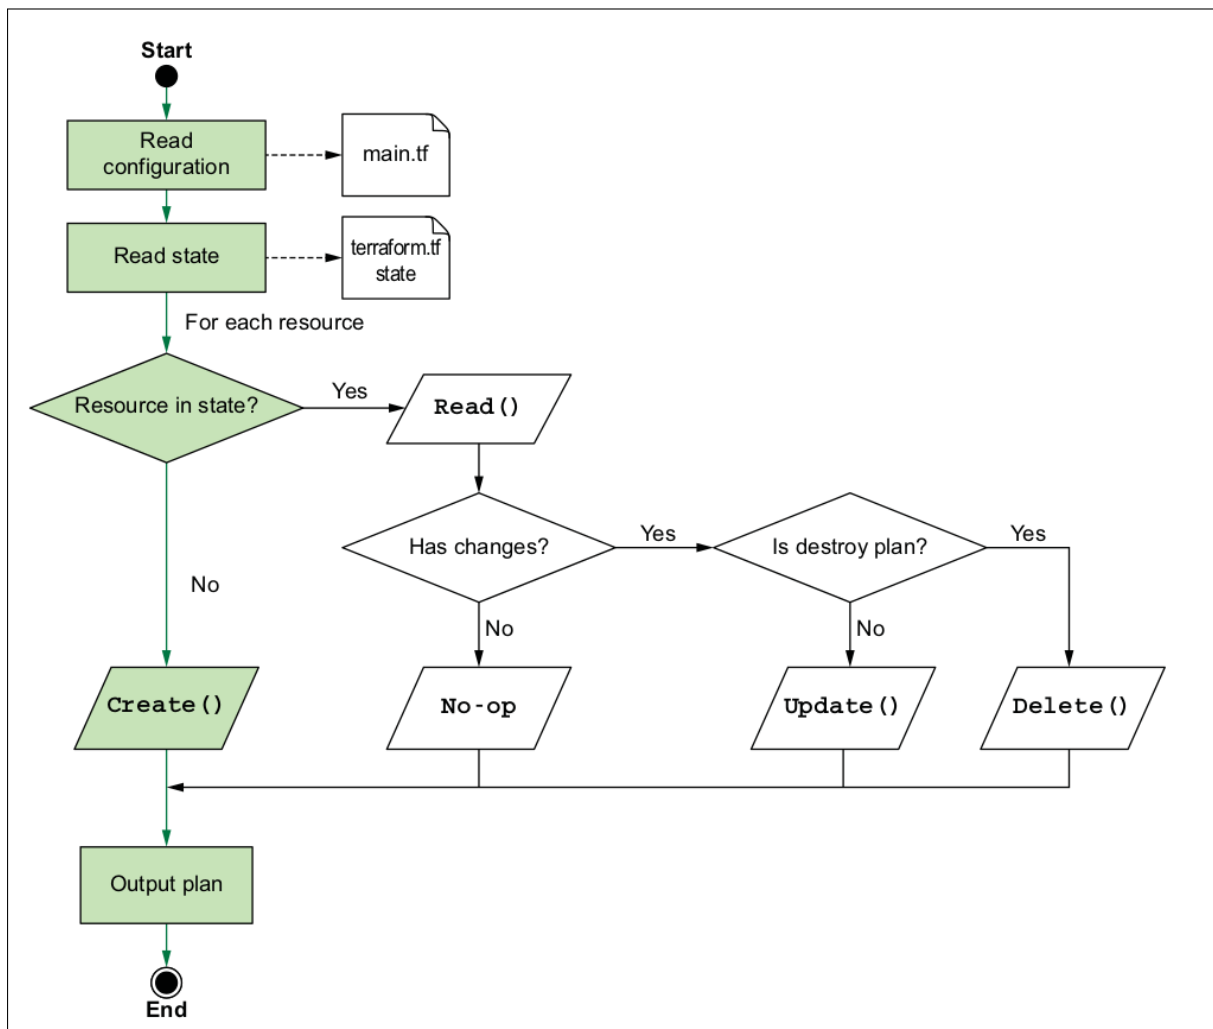 Start
Read
configuration
main.tf
Read state
terraform.tf
state
For each resource
Resource in state?
Yes
Read()
Has changes?
Yes
Is destroy plan?
Yes
No
No
No
Create()
No-op
Update()
Delete()
Output plan
End